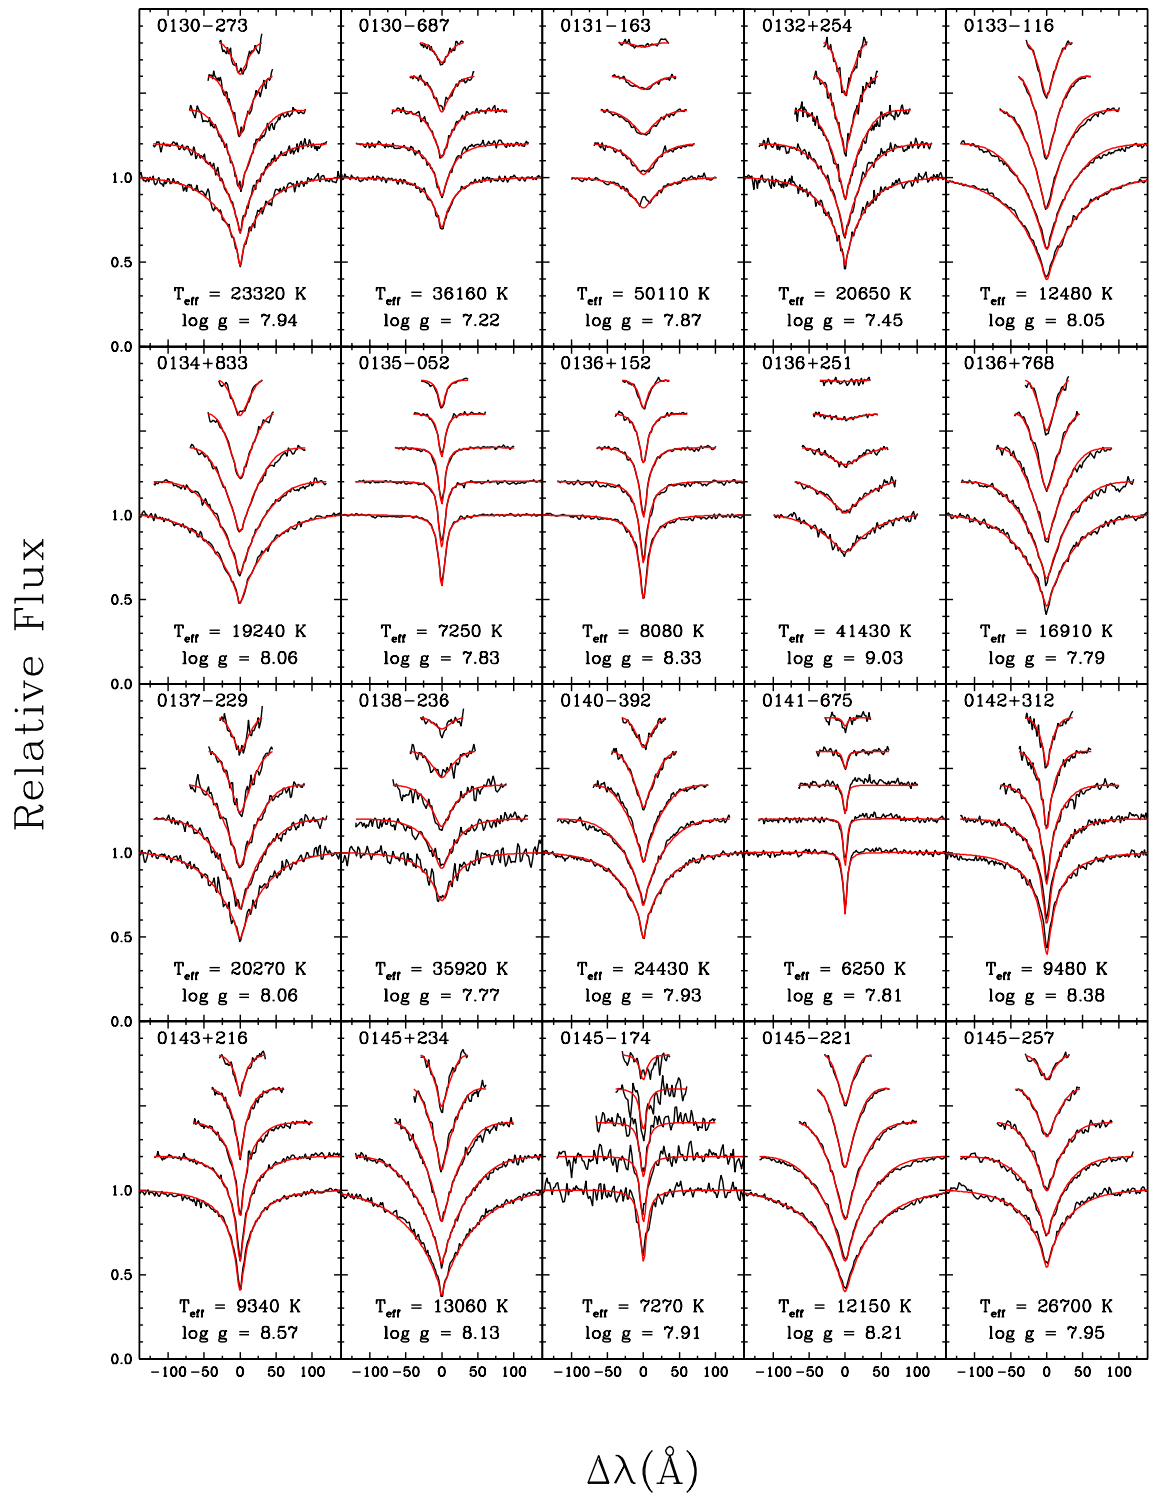 0130−273 0130−687 0131−163 0132+254 0133−116
1.0
0.5
T_eff = 23320 K T_eff = 36160 K T_eff = 50110 K T_eff = 20650 K T_eff = 12480 K
log g = 7.94 log g = 7.22 log g = 7.87 log g = 7.45 log g = 8.05
0.0
0134+833 0135−052 0136+152 0136+251 0136+768
1.0
0.5
T_eff = 19240 K T_eff = 7250 K T_eff = 8080 K T_eff = 41430 K T_eff = 16910 K
log g = 8.06 log g = 7.83 log g = 8.33 log g = 9.03 log g = 7.79
0.0
Relative Flux
0137−229 0138−236 0140−392 0141−675 0142+312
1.0
0.5
T_eff = 20270 K T_eff = 35920 K T_eff = 24430 K T_eff = 6250 K T_eff = 9480 K
log g = 8.06 log g = 7.77 log g = 7.93 log g = 7.81 log g = 8.38
0.0
0143+216 0145+234 0145−174 0145−221 0145−257
1.0
0.5
T_eff = 9340 K T_eff = 13060 K T_eff = 7270 K T_eff = 12150 K T_eff = 26700 K
log g = 8.57 log g = 8.13 log g = 7.91 log g = 8.21 log g = 7.95
0.0
−100 −50 0 50 100 −100 −50 0 50 100 −100 −50 0 50 100 −100 −50 0 50 100 −100 −50 0 50 100
Δλ(Å)